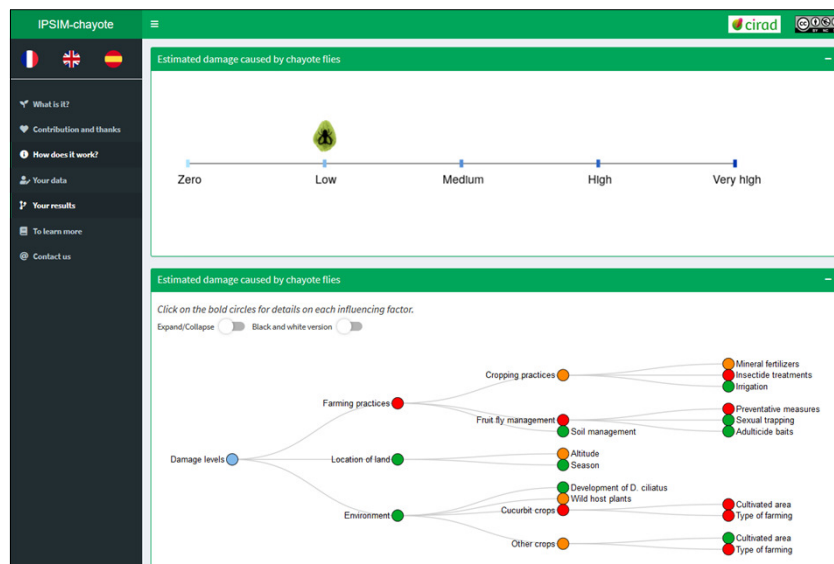 IPSIM-chayote
cirad
What is it?
Contribution and thanks
How does it work?
Your data
Your results
To learn more
Contact us
Estimated damage caused by chayote flies
Zero
Low
Medium
High
Very high
Estimated damage caused by chayote flies
Click on the bold circles for details on each influencing factor.
Expand/Collapse
Black and white version
Damage levels
Farming practices
Location of land
Environment
Cropping practices
Fruit fly management
Soil management
Altitude
Season
Development of D. ciliatus
Wild host plants
Cucurbit crops
Other crops
Mineral fertilizers
Insectide treatments
Irrigation
Preventative measures
Sexual trapping
Adulticide baits
Cultivated area
Type of farming
Cultivated area
Type of farming